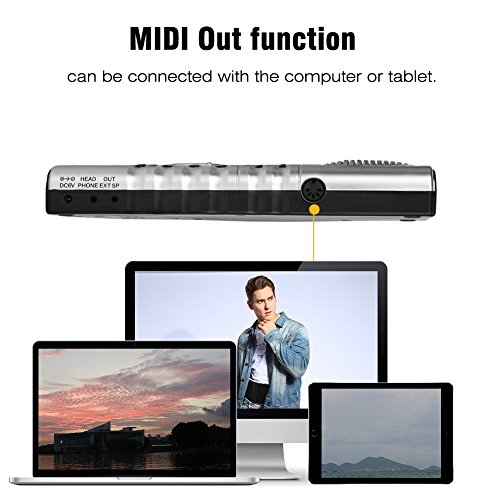 MIDI Out function
can be connected with the computer or tablet.
HEAD OUT
DC6V PHONE EXT SP